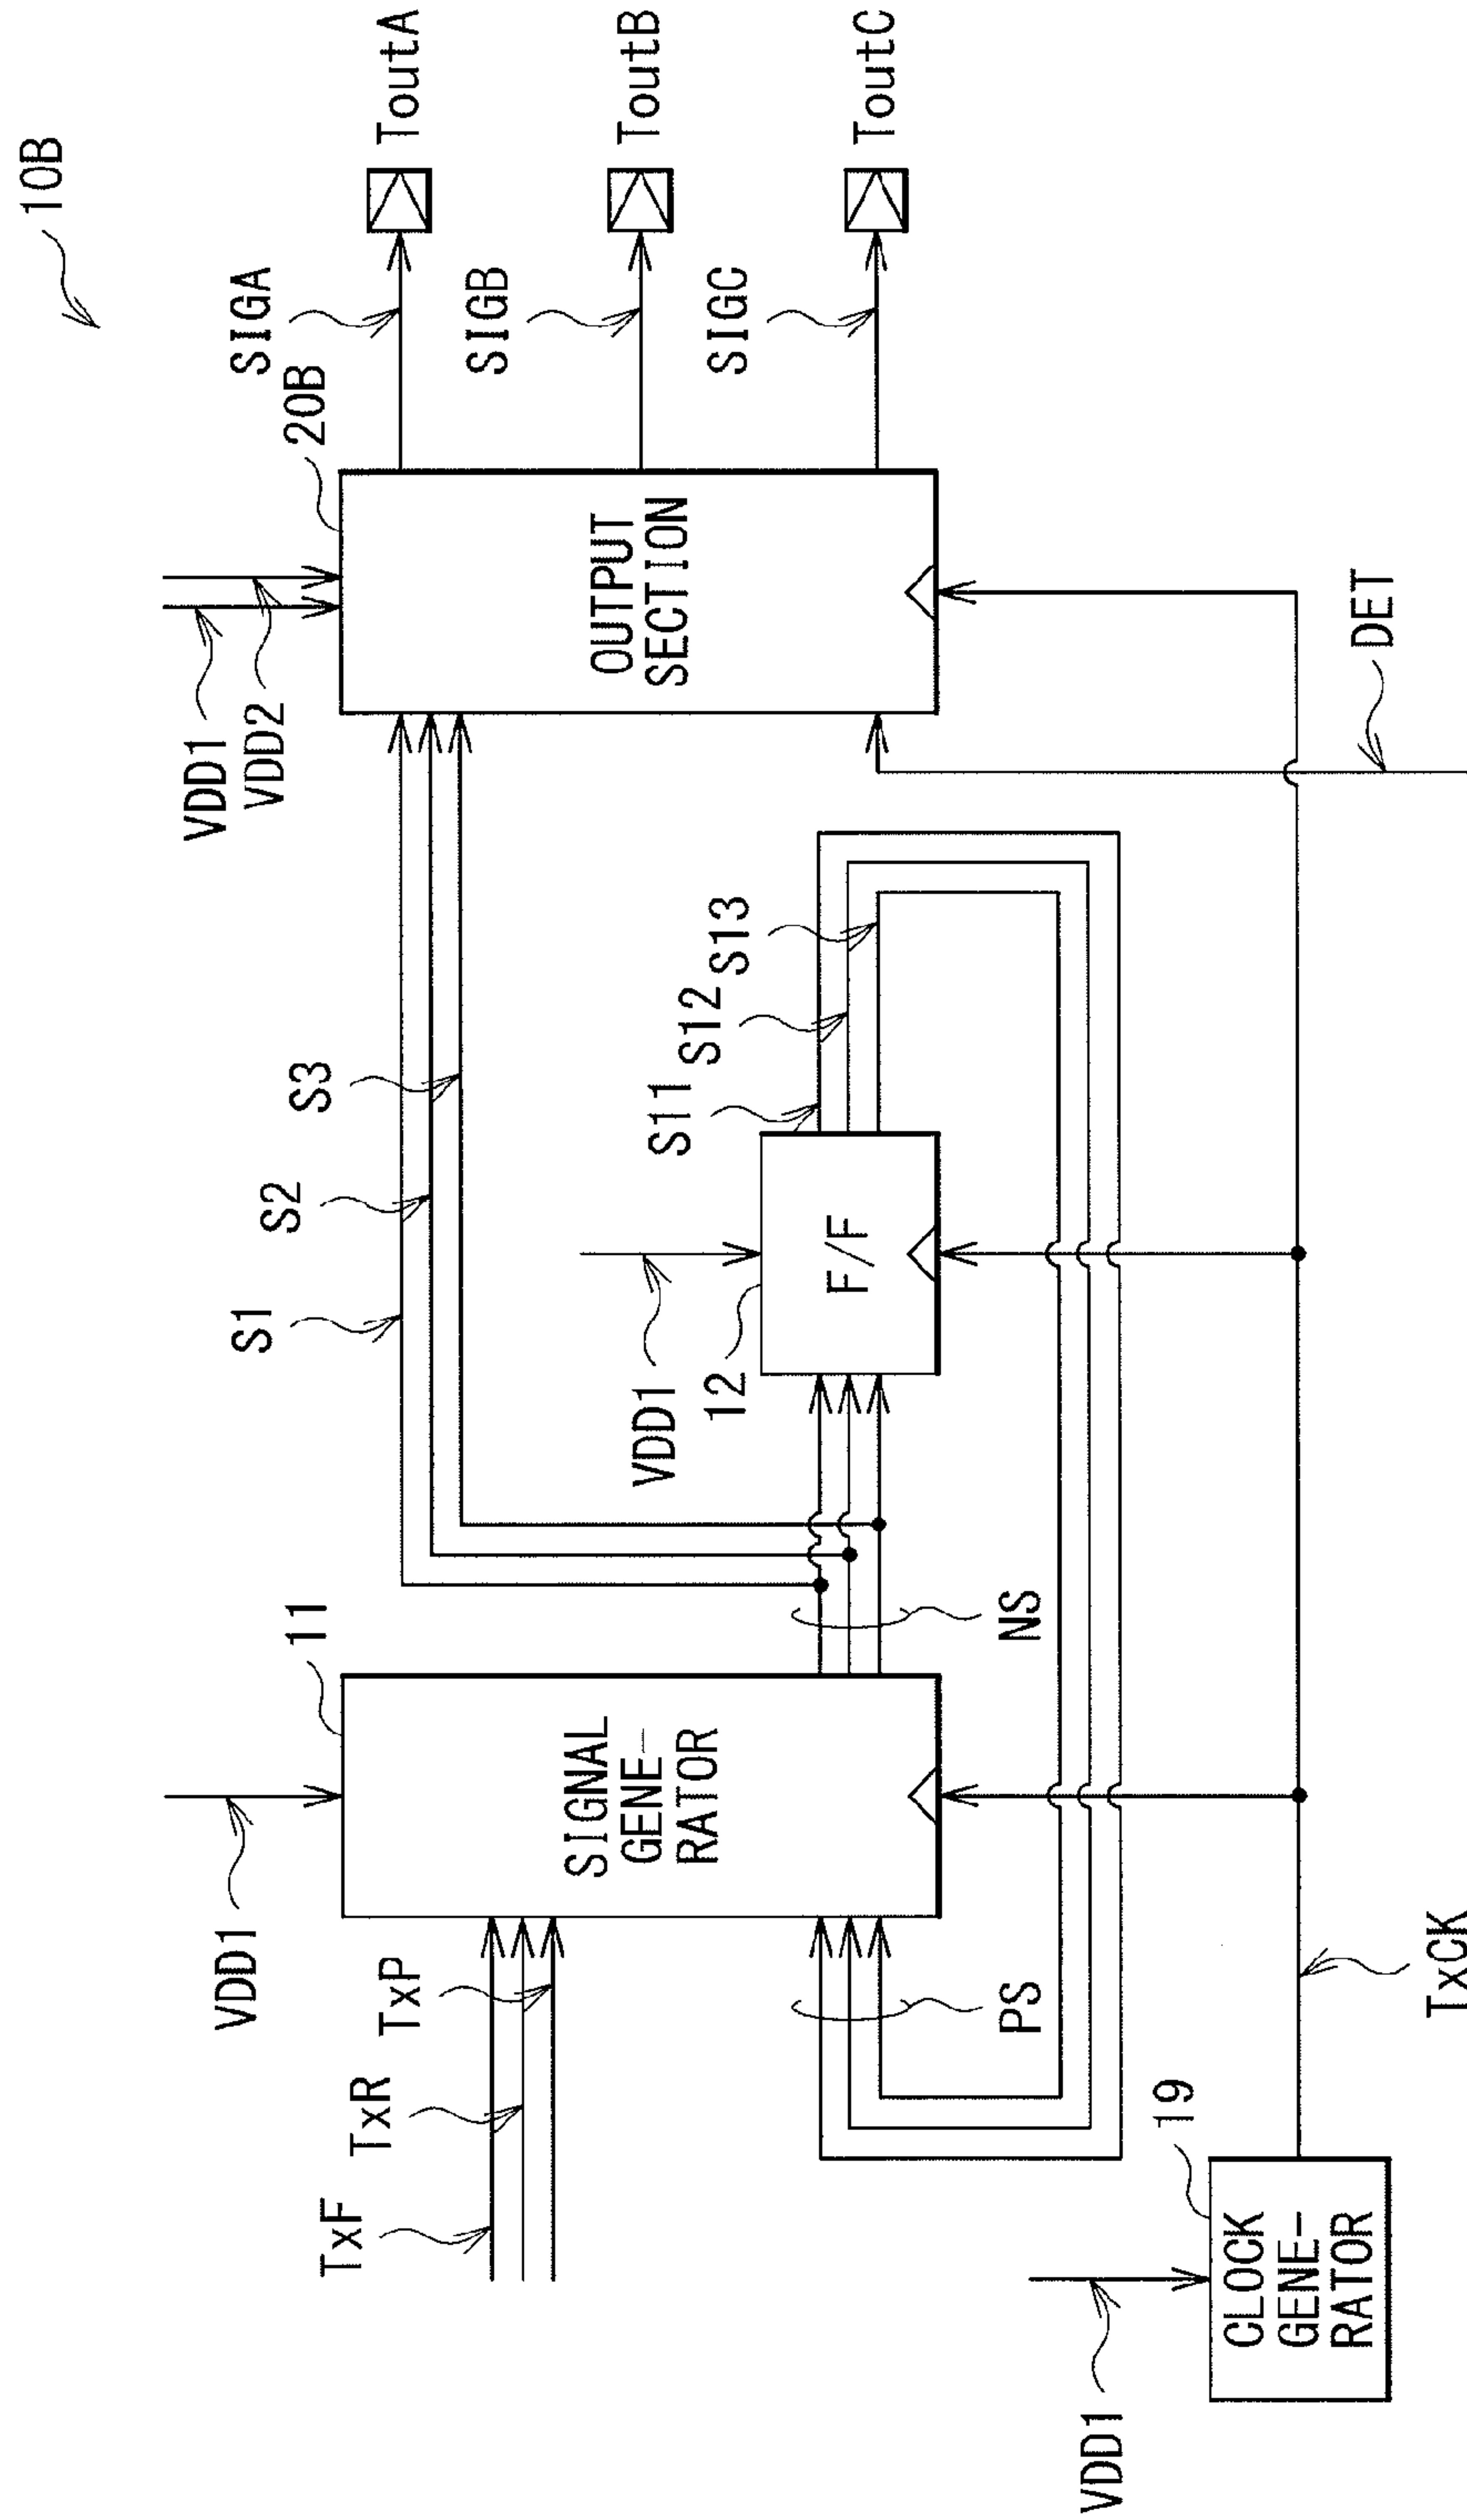 10B
VDD1
VDD2
20B
SIGA
ToutA
SIGB
ToutB
SIGC
ToutC
OUTPUT
SECTION
DET
S1
S2
S3
VDD1
12
F/F
S11
S12
S13
VDD1
11
SIGNAL
GENE-
RATOR
NS
TxF
TxR
TxP
PS
VDD1
19
CLOCK
GENE-
RATOR
TxCK